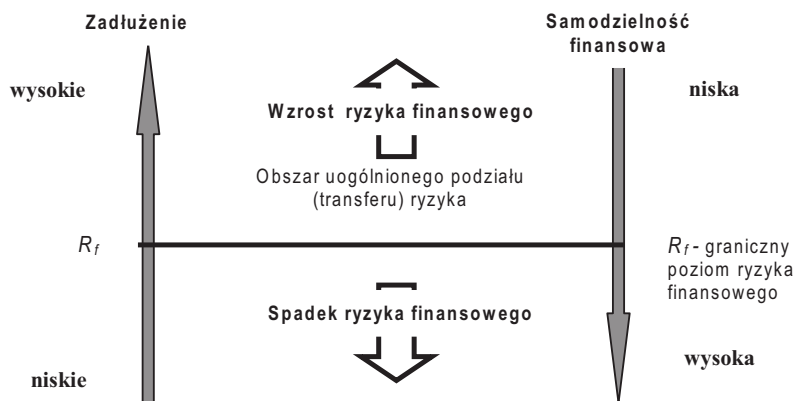 Zadłużenie
Samodzielność
finansowa
wysokie
niska
Wzrost ryzyka finansowego
Obszar uogólnionego podziału
(transferu) ryzyka
Rf
Rf - graniczny
poziom ryzyka
finansowego
Spadek ryzyka finansowego
niskie
wysoka